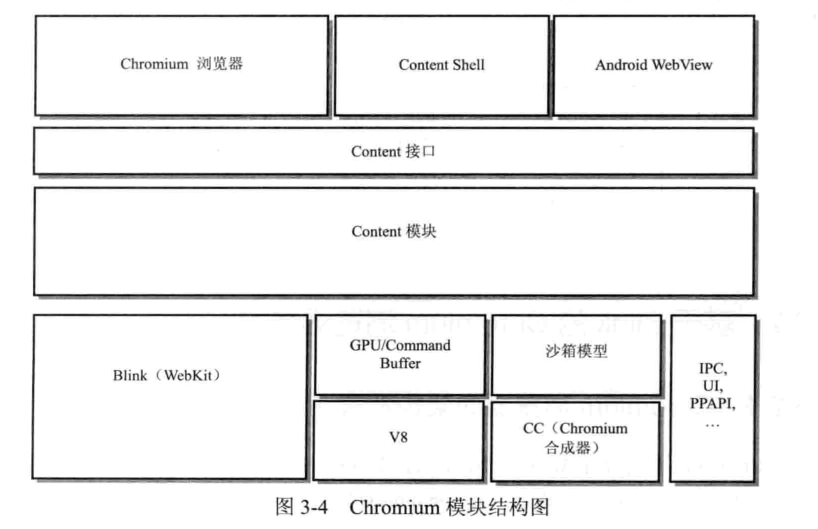 Chromium 浏览器
Content Shell
Android WebView
Content 接口
Content 模块
Blink（WebKit）
GPU/Command
Buffer
沙箱模型
IPC,
UI,
PPAPI,
…
V8
CC（Chromium
合成器）
图 3-4 Chromium 模块结构图